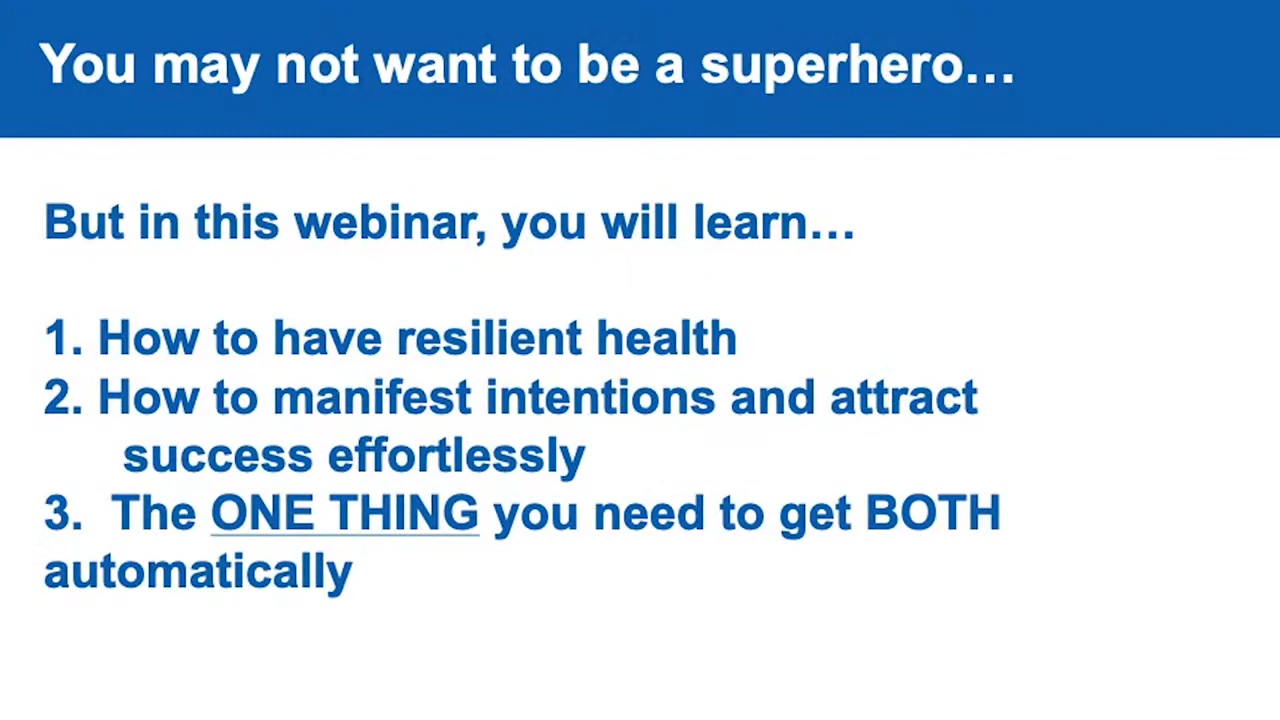 You may not want to be a superhero…
But in this webinar, you will learn…
1. How to have resilient health
2. How to manifest intentions and attract
success effortlessly
3. The ONE THING you need to get BOTH
automatically